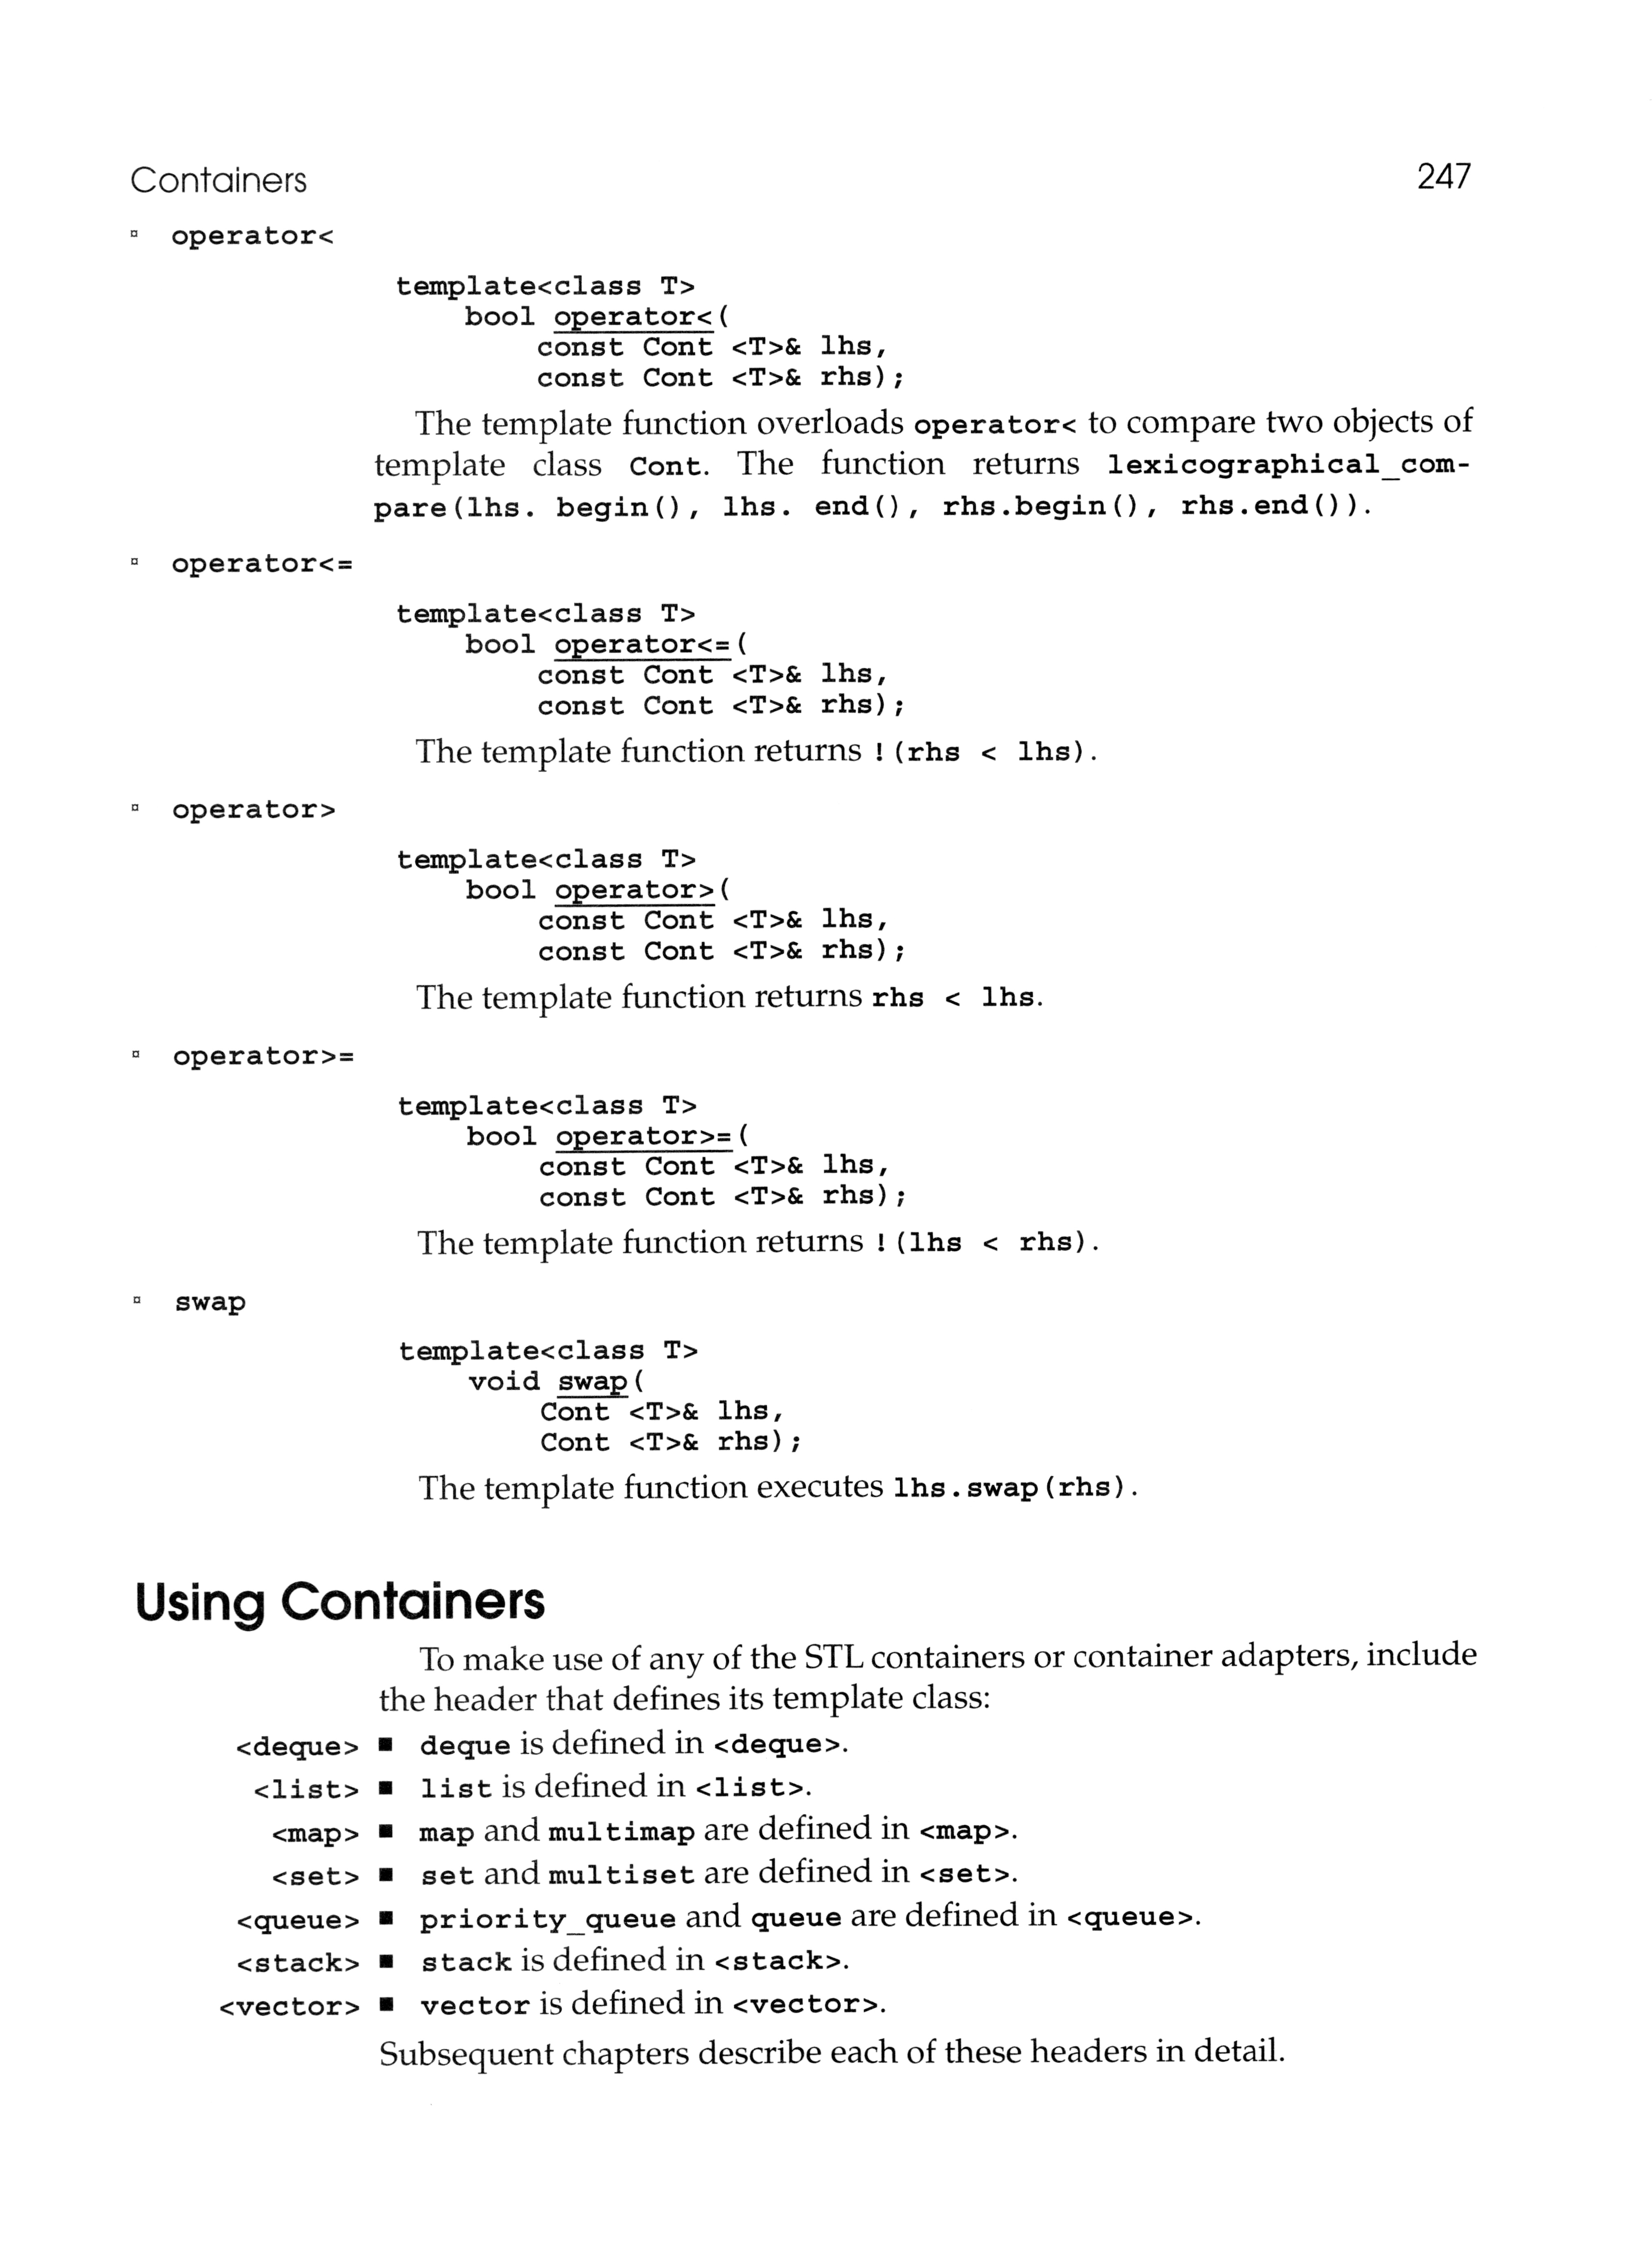 Containers 247
▫ operator<
template<class T>
bool operator<(
const Cont <T>& lhs,
const Cont <T>& rhs);
The template function overloads operator< to compare two objects of
template class Cont. The function returns lexicographical_com-
pare(lhs. begin(), lhs. end(), rhs.begin(), rhs.end()).
▫ operator<=
template<class T>
bool operator<=(
const Cont <T>& lhs,
const Cont <T>& rhs);
The template function returns !(rhs < lhs).
▫ operator>
template<class T>
bool operator>(
const Cont <T>& lhs,
const Cont <T>& rhs);
The template function returns rhs < lhs.
▫ operator>=
template<class T>
bool operator>=(
const Cont <T>& lhs,
const Cont <T>& rhs);
The template function returns !(lhs < rhs).
▫ swap
template<class T>
void swap(
Cont <T>& lhs,
Cont <T>& rhs);
The template function executes lhs.swap(rhs).
Using Containers
To make use of any of the STL containers or container adapters, include
the header that defines its template class:
<deque> ■ deque is defined in <deque>.
<list> ■ list is defined in <list>.
<map> ■ map and multimap are defined in <map>.
<set> ■ set and multiset are defined in <set>.
<queue> ■ priority_queue and queue are defined in <queue>.
<stack> ■ stack is defined in <stack>.
<vector> ■ vector is defined in <vector>.
Subsequent chapters describe each of these headers in detail.